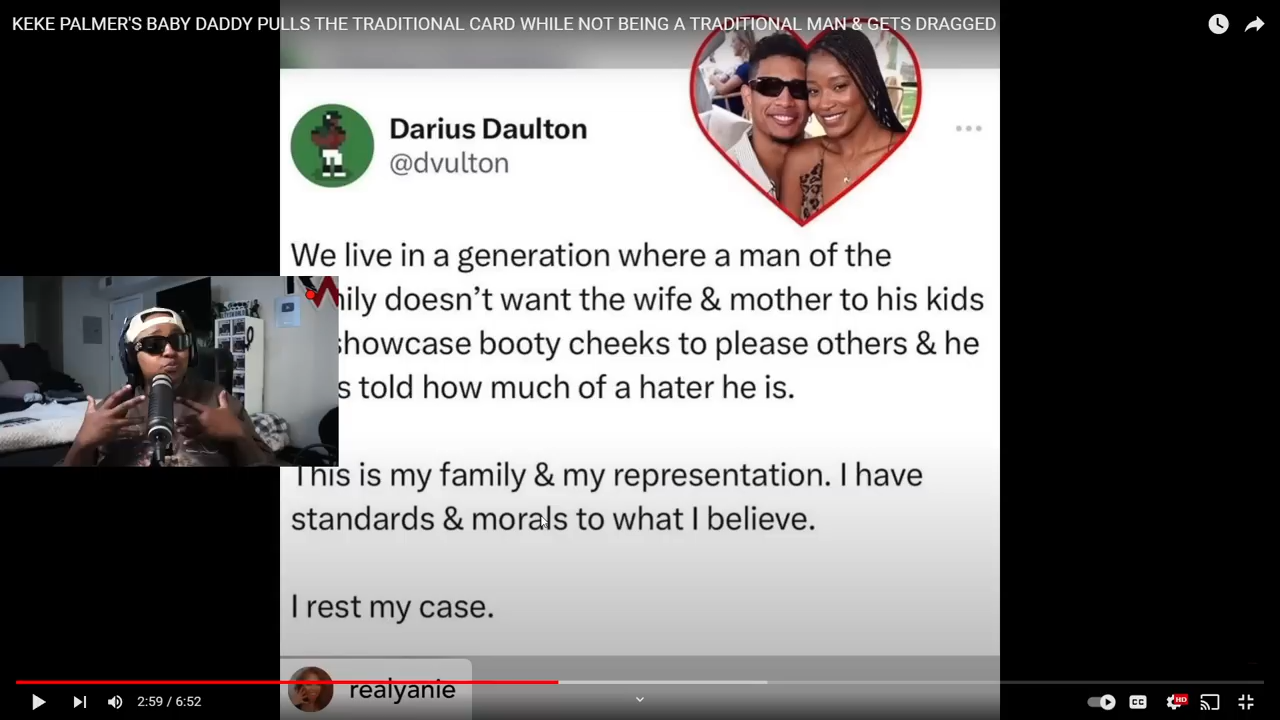 KEKE PALMER'S BABY DADDY PULLS THE TRADITIONAL CARD WHILE NOT BEING A TRADITIONAL MAN & GETS DRAGGED
Darius Daulton
@dvulton
We live in a generation where a man of the
doesn't want the wife & mother to his kids
showcase booty cheeks to please others & he
told how much of a hater he is.
This is my family & my representation. I have
standards & morals to what I believe.
I rest my case.
realyanie
2:59 / 6:52
CC
HD